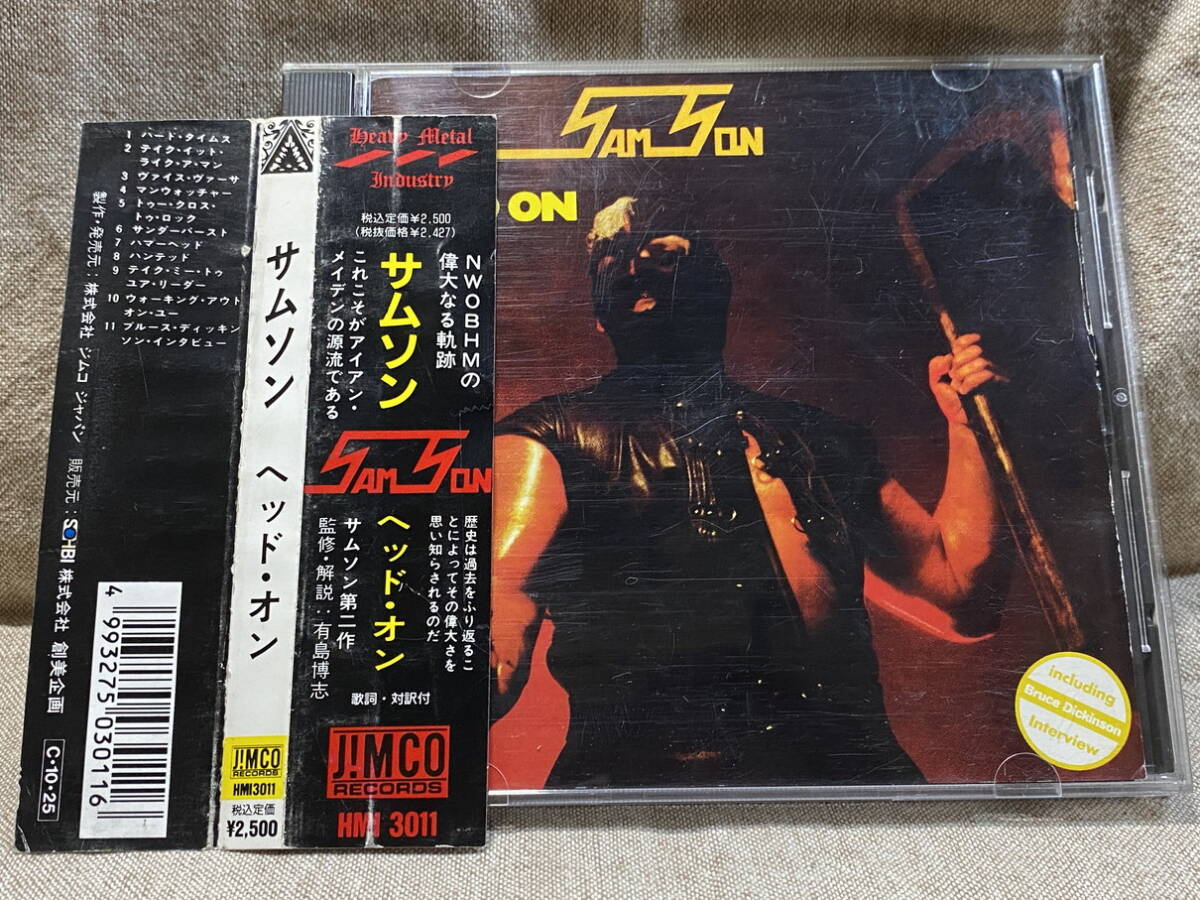 1 ハード・タイムス
2 テイク・イット・
ライク・ア・マン
3 ヴァイス・ヴァーサ
4 マンウォッチャー
5 トゥー・クロス・
トゥ・ロック
6 サンダーバースト
7 ハマーヘッド
8 ハンテッド
9 テイク・ミー・トゥ
ユア・リーダー
10 ウォーキング・アウト
オン・ユー
11 ブルース・ディッキン
ソン・インタビュー
製作・発売元：株式会社 ジムコ ジャパン 販売元：SOHBI 株式会社 創美企画
C・10・25
4 993275 030116
サムソン ヘッド・オン
J!MCO
RECORDS
HMI3011
税込定価
¥2,500
Heavy Metal
Industry
税込定価¥2,500
(税抜価格¥2,427)
NWOBHMの
偉大なる軌跡
サムソン
これこそがアイアン・
メイデンの源流である
SAMSON
歴史は過去をふり返るこ
とによってその偉大さを
思い知らされるのだ
ヘッド・オン
サムソン第二作
監修・解説：有島博志
歌詞・対訳付
J!MCO
RECORDS
HMI 3011
SAMSON
ON
including
Bruce Dickinson
Interview